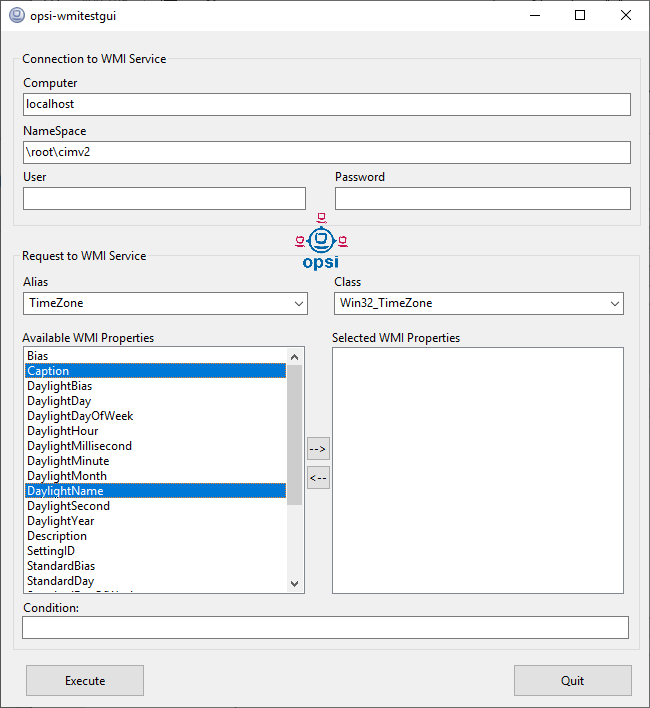 opsi-wmitestgui
Connection to WMI Service
Computer
localhost
NameSpace
\root\cimv2
User Password
opsi
Request to WMI Service
Alias Class
TimeZone Win32_TimeZone
Available WMI Properties Selected WMI Properties
Bias
Caption
DaylightBias
DaylightDay
DaylightDayOfWeek
DaylightHour
DaylightMillisecond
DaylightMinute
DaylightMonth
DaylightName
DaylightSecond
DaylightYear
Description
SettingID
StandardBias
StandardDay
-->
<--
Condition:
Execute Quit